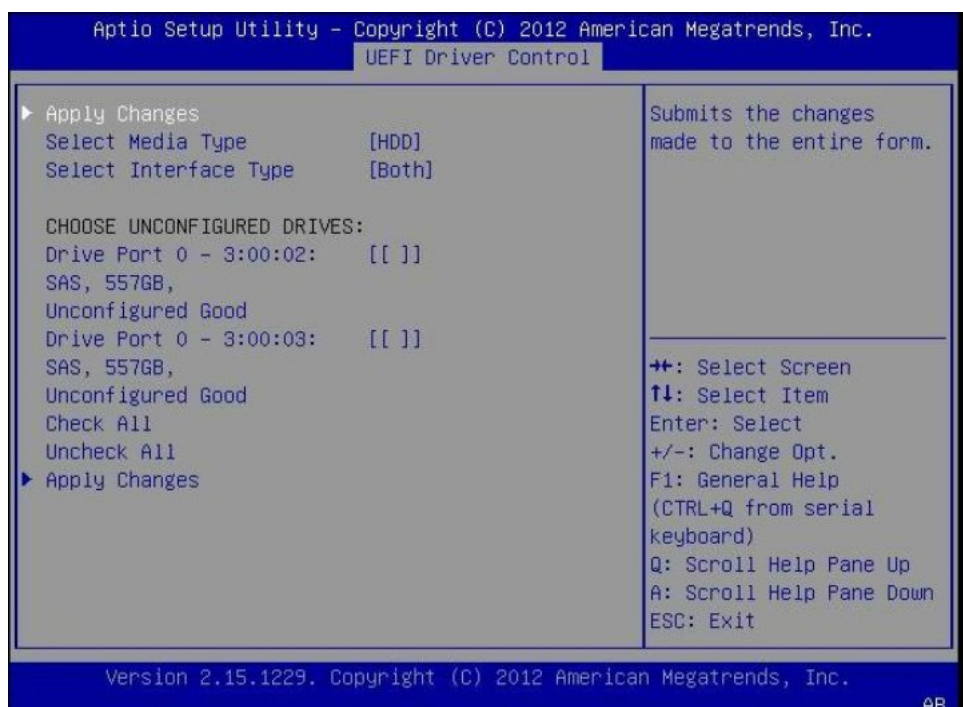 Aptio Setup Utility – Copyright (C) 2012 American Megatrends, Inc.
UEFI Driver Control
▶ Apply Changes
Select Media Type [HDD]
Select Interface Type [Both]
CHOOSE UNCONFIGURED DRIVES:
Drive Port 0 - 3:00:02: [[ ]]
SAS, 557GB,
Unconfigured Good
Drive Port 0 - 3:00:03: [[ ]]
SAS, 557GB,
Unconfigured Good
Check All
Uncheck All
▶ Apply Changes
Submits the changes
made to the entire form.
→←: Select Screen
↑↓: Select Item
Enter: Select
+/-: Change Opt.
F1: General Help
(CTRL+Q from serial
keyboard)
Q: Scroll Help Pane Up
A: Scroll Help Pane Down
ESC: Exit
Version 2.15.1229. Copyright (C) 2012 American Megatrends, Inc.
AB